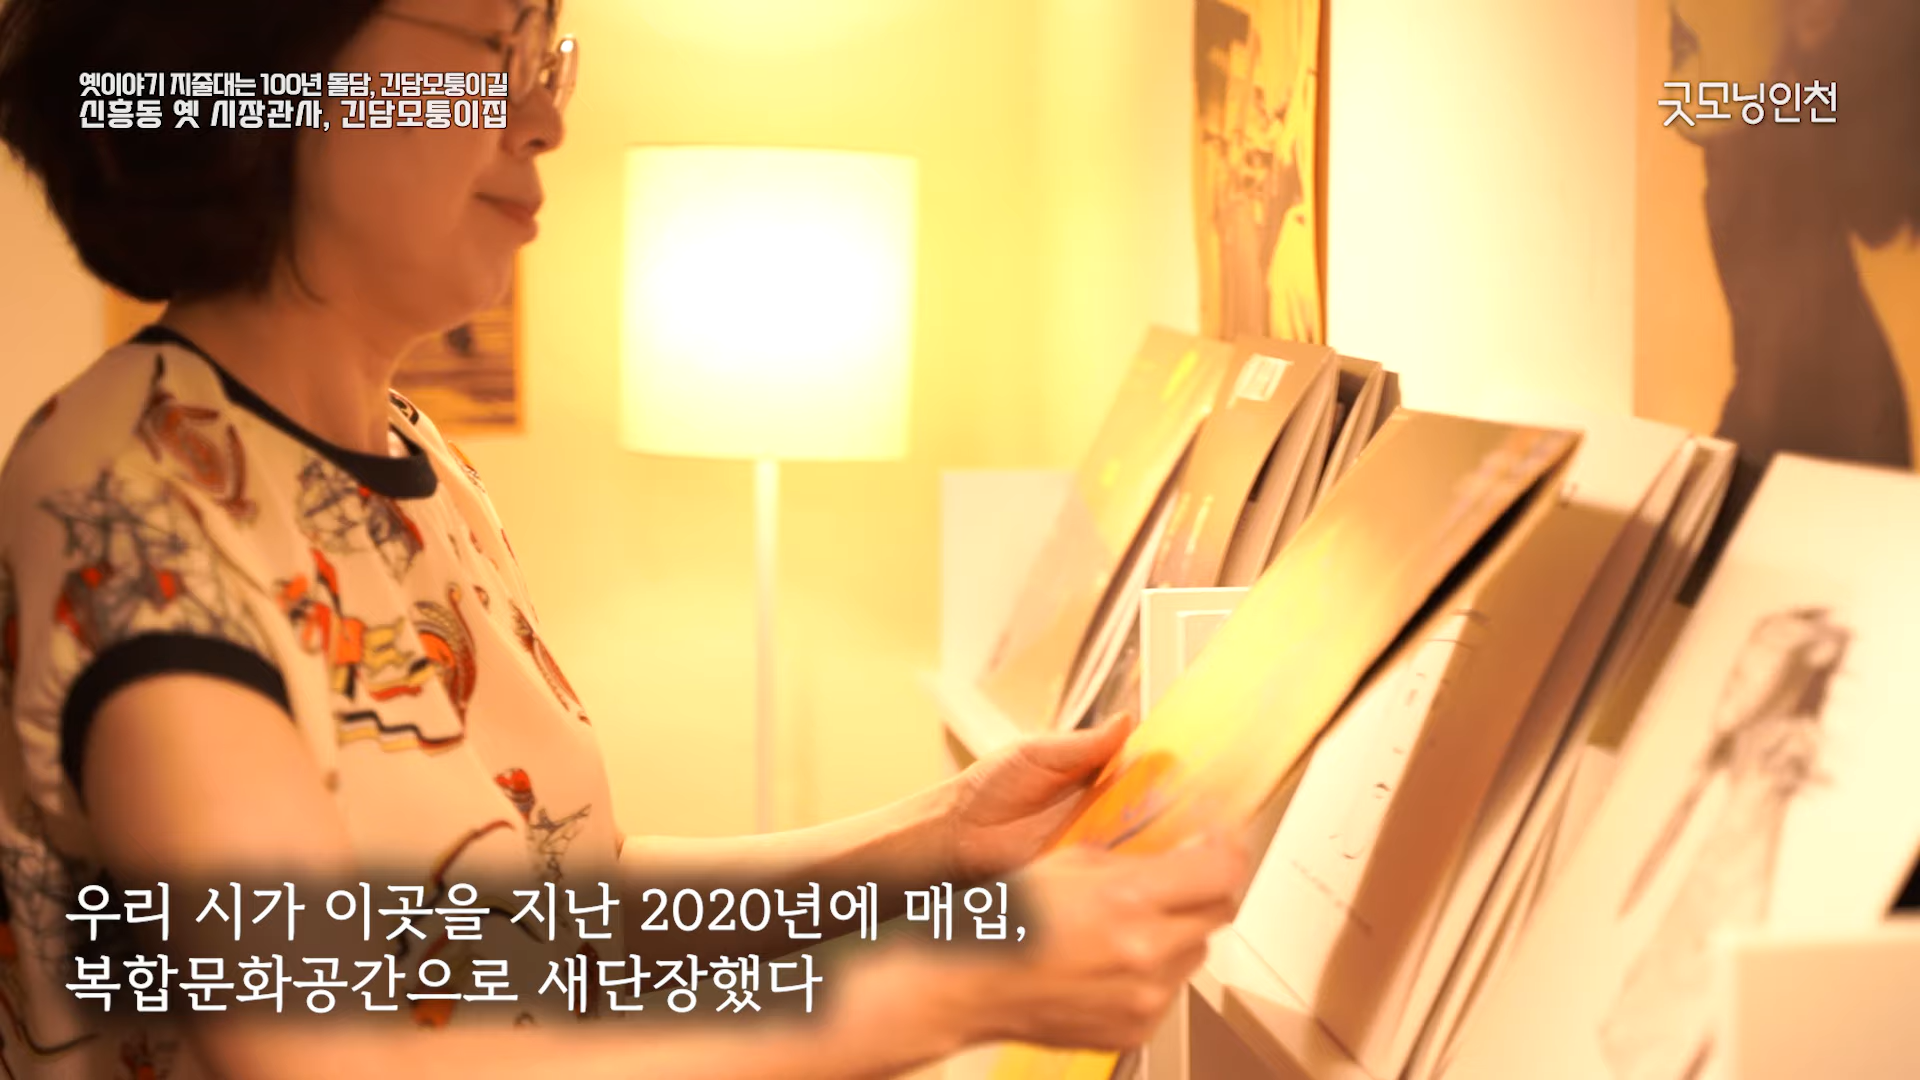 옛이야기 지줄대는 100년 돌담, 긴담모퉁이길
신흥동 옛 시장관사, 긴담모퉁이집
굿모닝인천
우리 시가 이곳을 지난 2020년에 매입,
복합문화공간으로 새단장했다